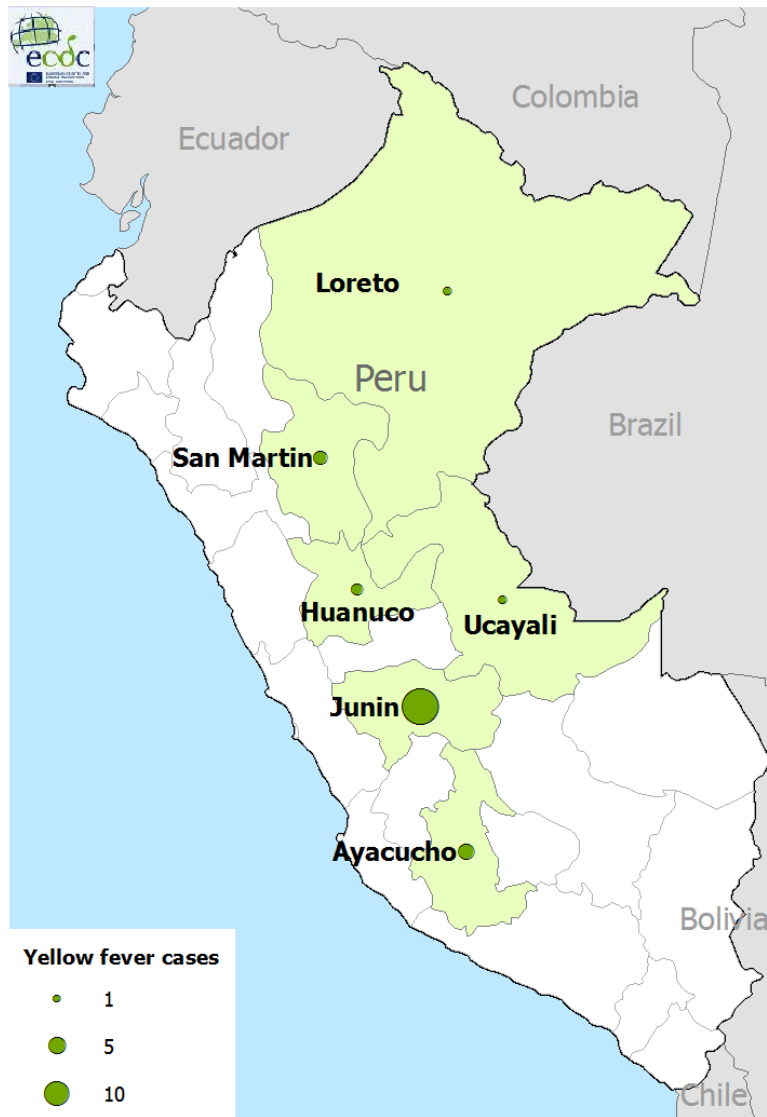 ecdc
Colombia
Ecuador
Loreto
Peru
Brazil
San Martin
Huanuco
Ucayali
Junin
Ayacucho
Bolivia
Yellow fever cases
1
5
10
Chile